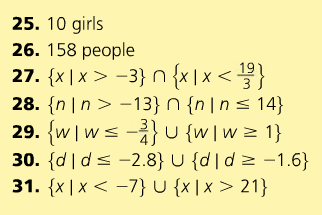 25. 10 girls
26. 158 people
27. {x | x > −3} ∩ {x | x < 19/3}
28. {n | n > −13} ∩ {n | n ≤ 14}
29. {w | w ≤ −3/4} ∪ {w | w ≥ 1}
30. {d | d ≤ −2.8} ∪ {d | d ≥ −1.6}
31. {x | x < −7} ∪ {x | x > 21}